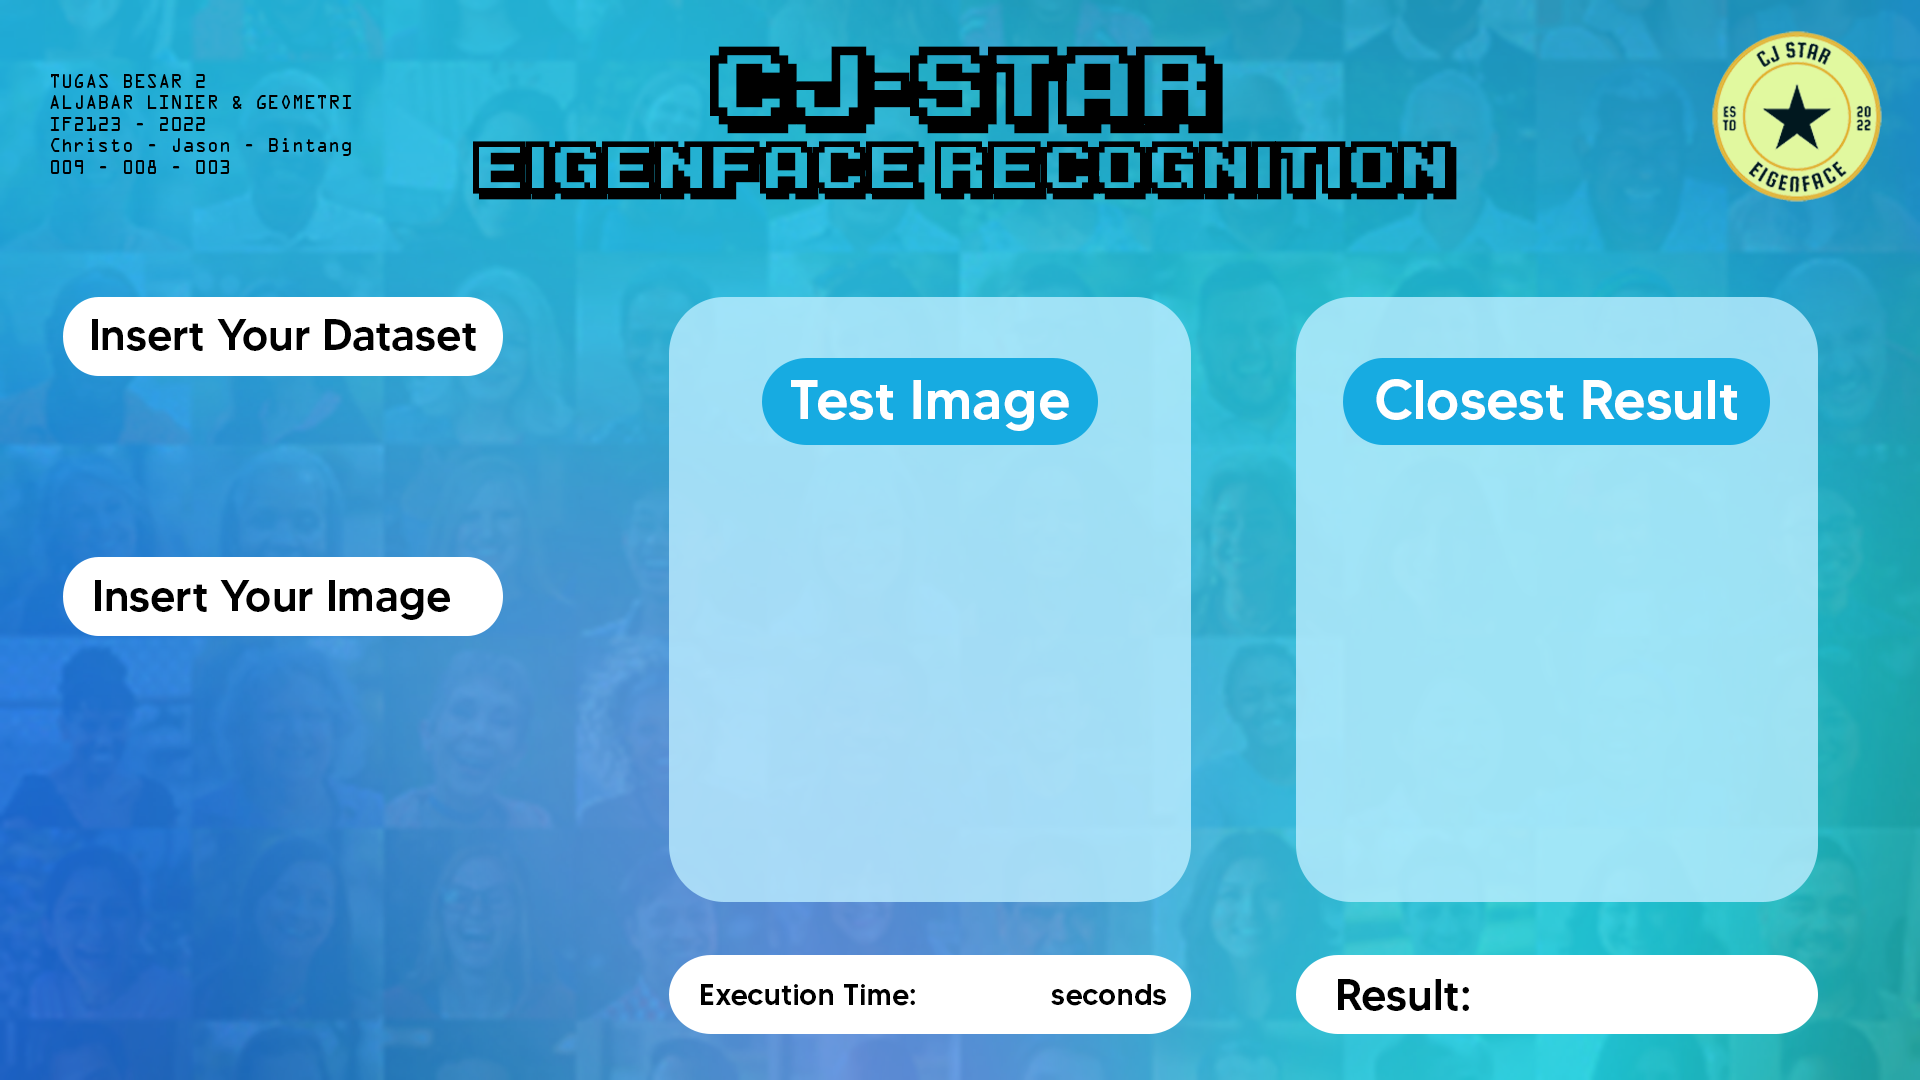 TUGAS BESAR 2
ALJABAR LINIER & GEOMETRI
IF2123 - 2022
Christo - Jason - Bintang
009 - 008 - 003
CJ-STAR
EIGENFACE RECOGNITION
CJ STAR
ES
TD
20
22
EIGENFACE
Insert Your Dataset
Insert Your Image
Test Image
Closest Result
Execution Time: seconds
Result: